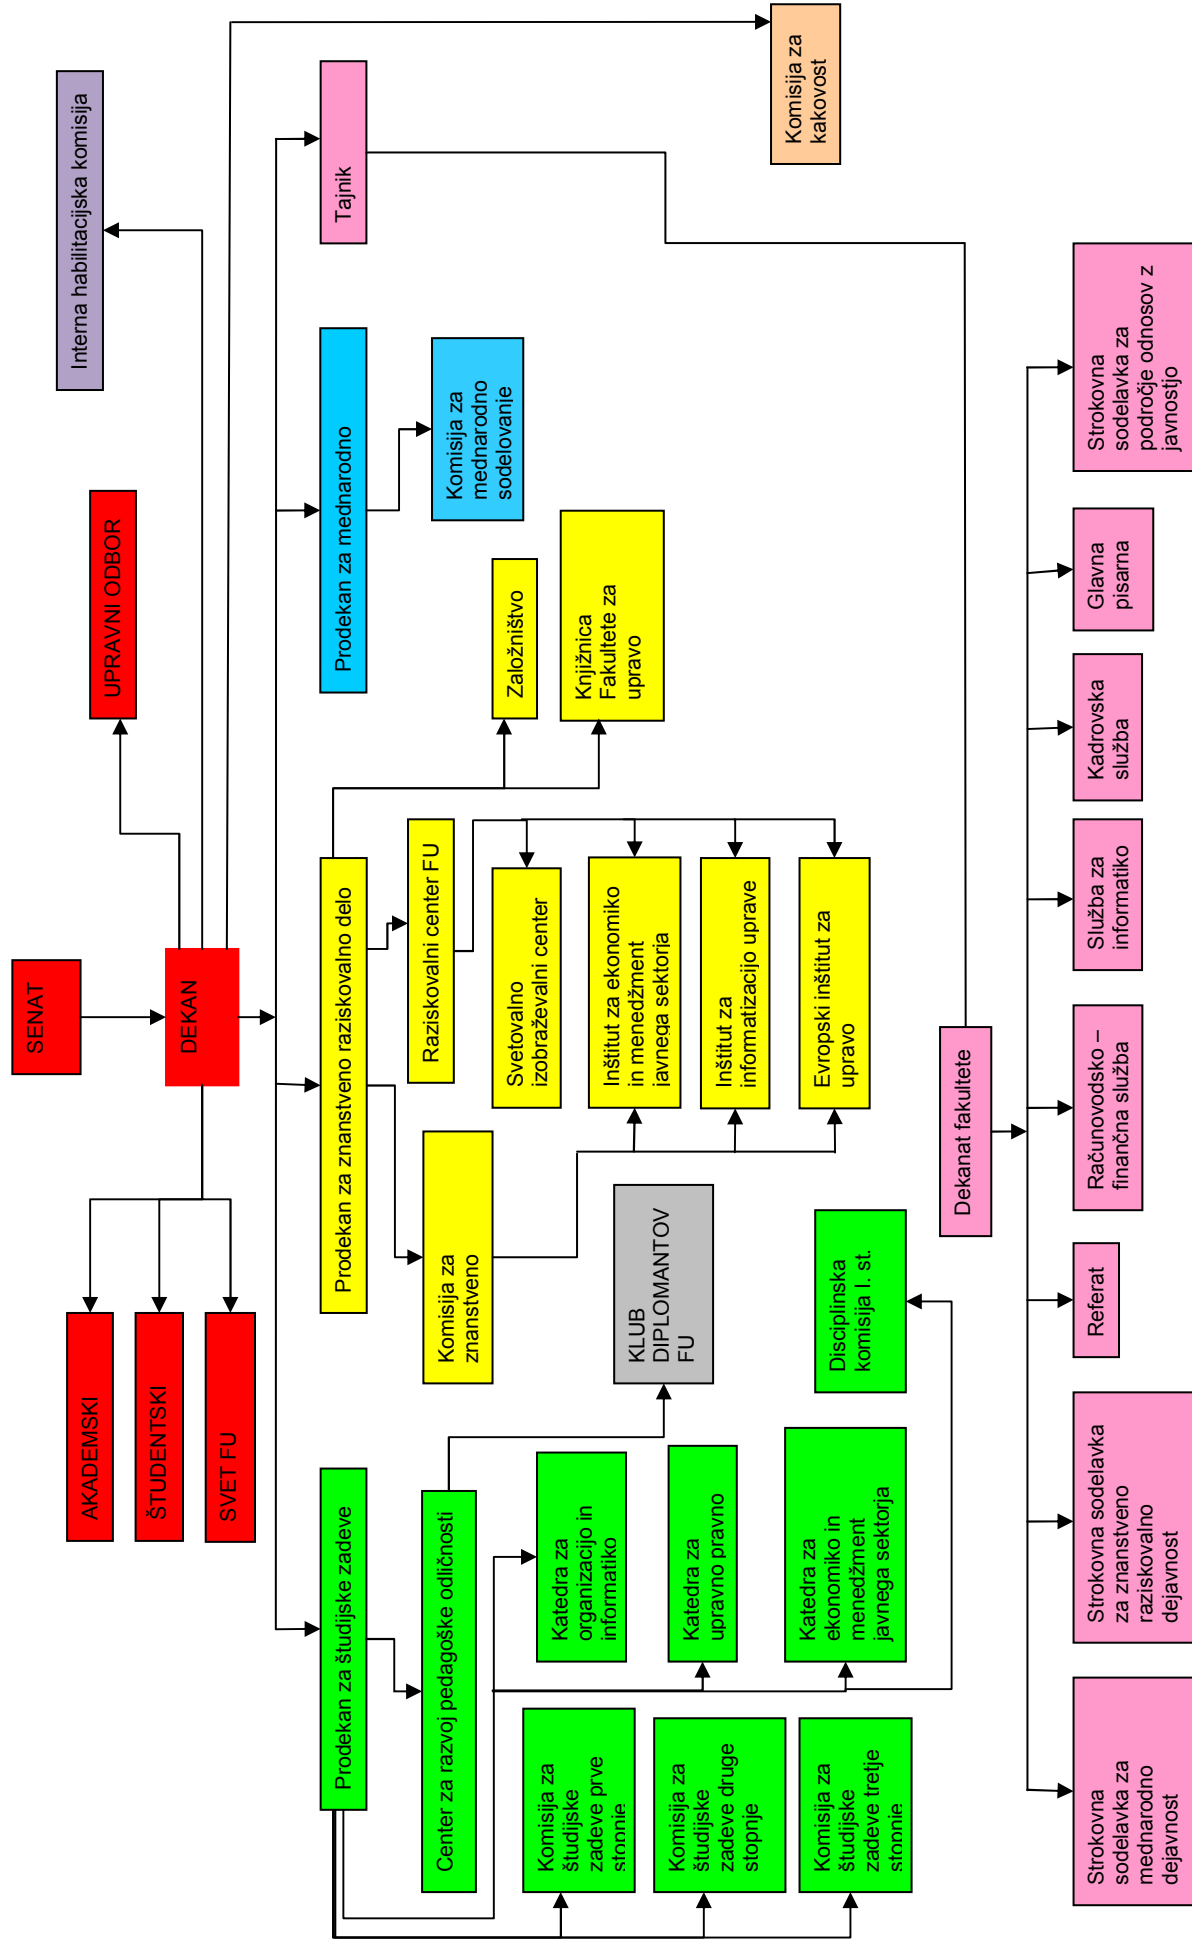 SENAT
DEKAN
UPRAVNI ODBOR
Interna habilitacijska komisija
AKADEMSKI
ŠTUDENTSKI
SVET FU
Prodekan za študijske zadeve
Prodekan za znanstveno raziskovalno delo
Prodekan za mednarodno
Tajnik
Center za razvoj pedagoške odličnosti
Komisija za
znanstveno
Raziskovalni center FU
Komisija za
mednarodno
sodelovanje
Založništvo
Knjižnica
Fakultete za
upravo
Komisija za
kakovost
Komisija za
študijske
zadeve prve
stopnje
Komisija za
študijske
zadeve druge
stopnje
Komisija za
študijske
zadeve tretje
stopnje
Katedra za
organizacijo in
informatiko
Katedra za
upravno pravno
Katedra za
ekonomiko in
menedžment
javnega sektorja
KLUB
DIPLOMANTOV
FU
Disciplinska
komisija I. st.
Svetovalno
izobraževalni center
Inštitut za ekonomiko
in menedžment
javnega sektorja
Inštitut za
informatizacijo uprave
Evropski inštitut za
upravo
Dekanat fakultete
Strokovna
sodelavka za
mednarodno
dejavnost
Strokovna sodelavka
za znanstveno
raziskovalno
dejavnost
Referat
Računovodsko –
finančna služba
Služba za
informatiko
Kadrovska
služba
Glavna
pisarna
Strokovna
sodelavka za
področje odnosov z
javnostjo